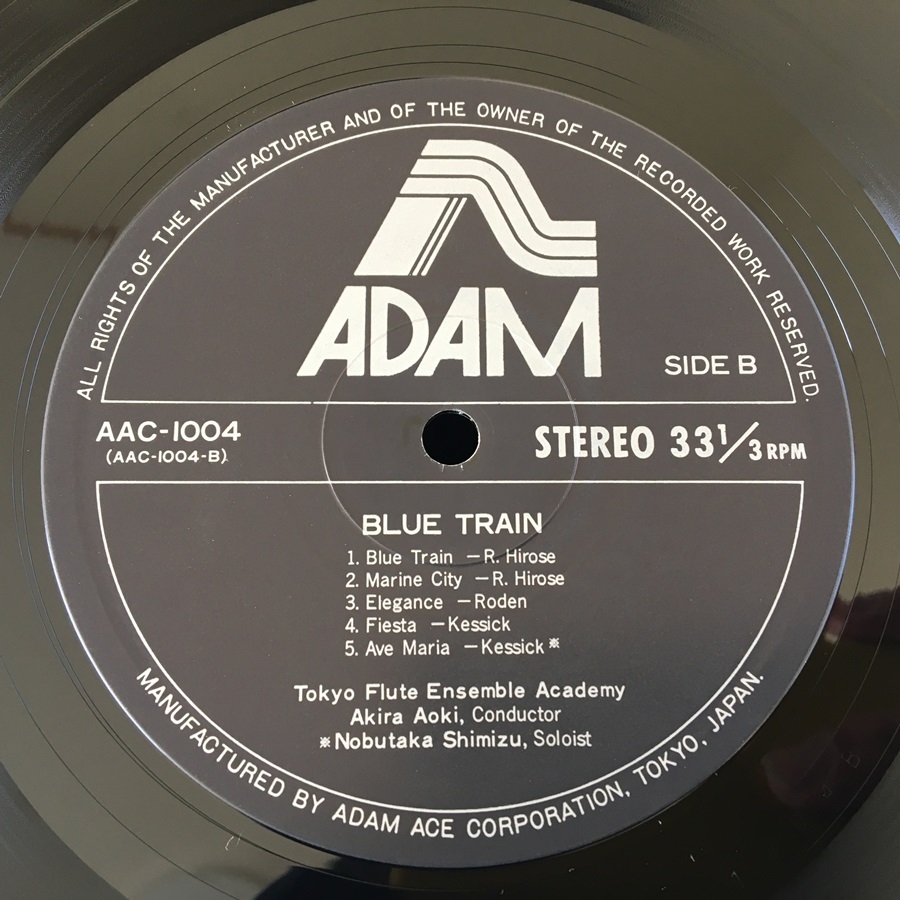 ALL RIGHTS OF THE MANUFACTURER AND OF THE OWNER OF THE RECORDED WORK RESERVED.
ADAM
SIDE B
AAC-1004
(AAC-1004-B)
STEREO 33 1/3 RPM
BLUE TRAIN
1. Blue Train －R. Hirose
2. Marine City －R. Hirose
3. Elegance －Roden
4. Fiesta －Kessick
5. Ave Maria －Kessick※
Tokyo Flute Ensemble Academy
Akira Aoki, Conductor
※Nobutaka Shimizu, Soloist
MANUFACTURED BY ADAM ACE CORPORATION, TOKYO, JAPAN.